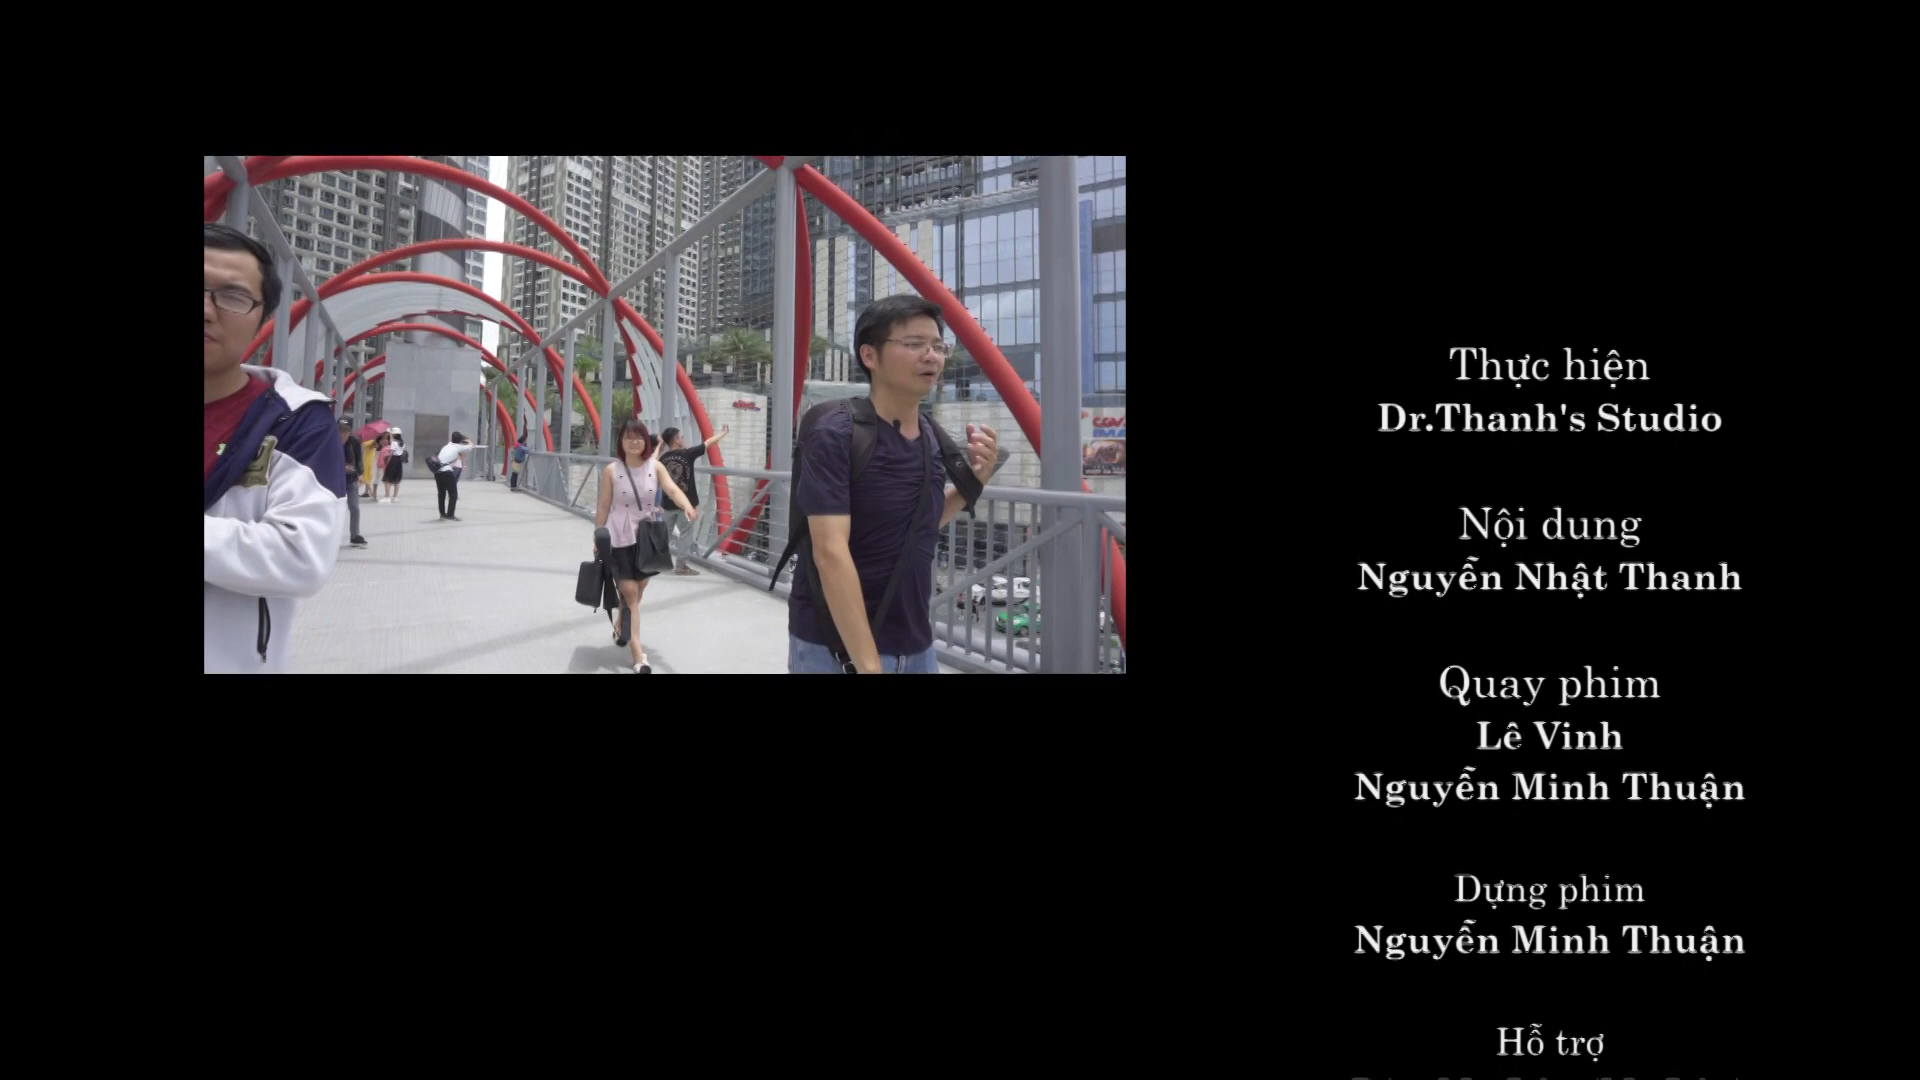 Thực hiện
Dr.Thanh's Studio
Nội dung
Nguyễn Nhật Thanh
Quay phim
Lê Vinh
Nguyễn Minh Thuận
Dựng phim
Nguyễn Minh Thuận
Hỗ trợ